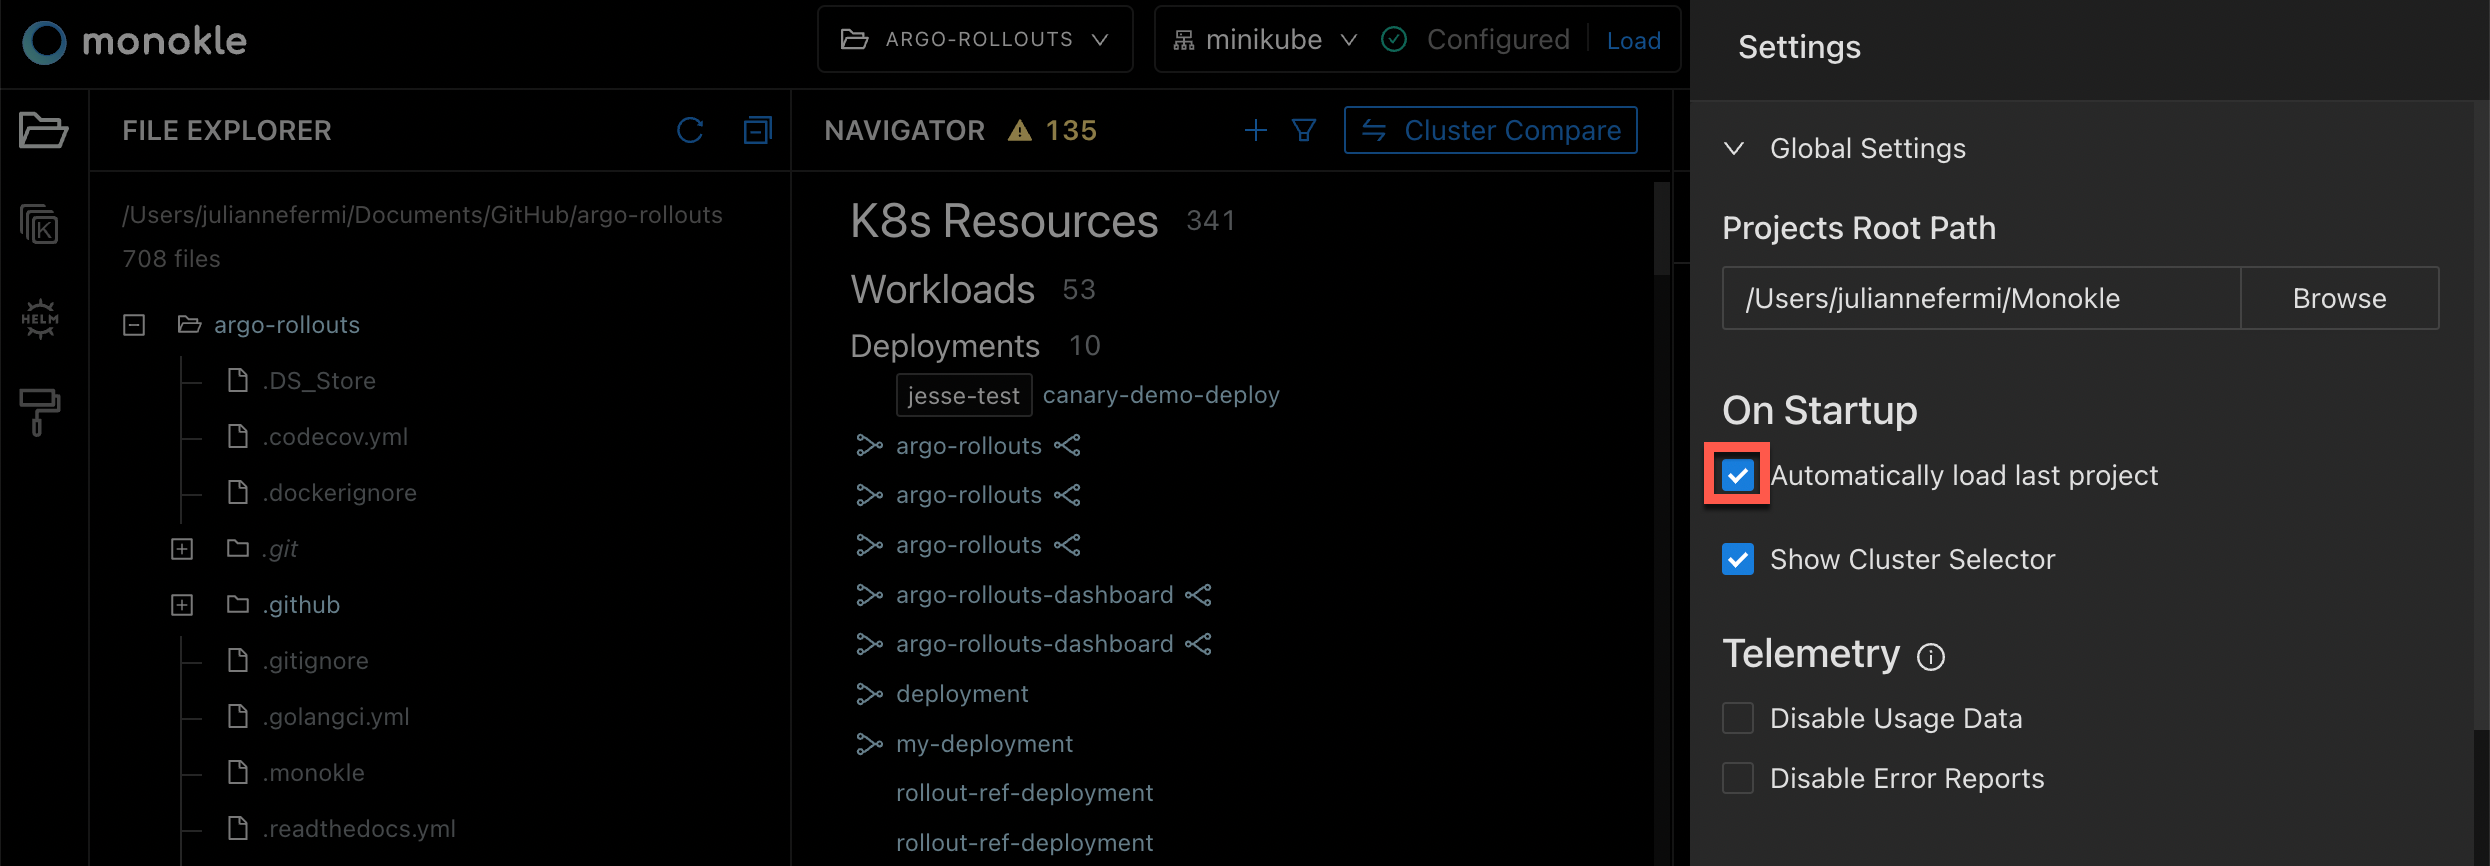 monokle
ARGO-ROLLOUTS
minikube Configured Load
FILE EXPLORER
/Users/juliannefermi/Documents/GitHub/argo-rollouts
708 files
HELM
K
argo-rollouts
.DS_Store
.codecov.yml
.dockerignore
.git
.github
.gitignore
.golangci.yml
.monokle
.readthedocs.yml
NAVIGATOR 135
Cluster Compare
K8s Resources 341
Workloads 53
Deployments 10
jesse-test canary-demo-deploy
argo-rollouts
argo-rollouts
argo-rollouts
argo-rollouts-dashboard
argo-rollouts-dashboard
deployment
my-deployment
rollout-ref-deployment
rollout-ref-deployment
Settings
Global Settings
Projects Root Path
/Users/juliannefermi/Monokle Browse
On Startup
Automatically load last project
Show Cluster Selector
Telemetry
Disable Usage Data
Disable Error Reports